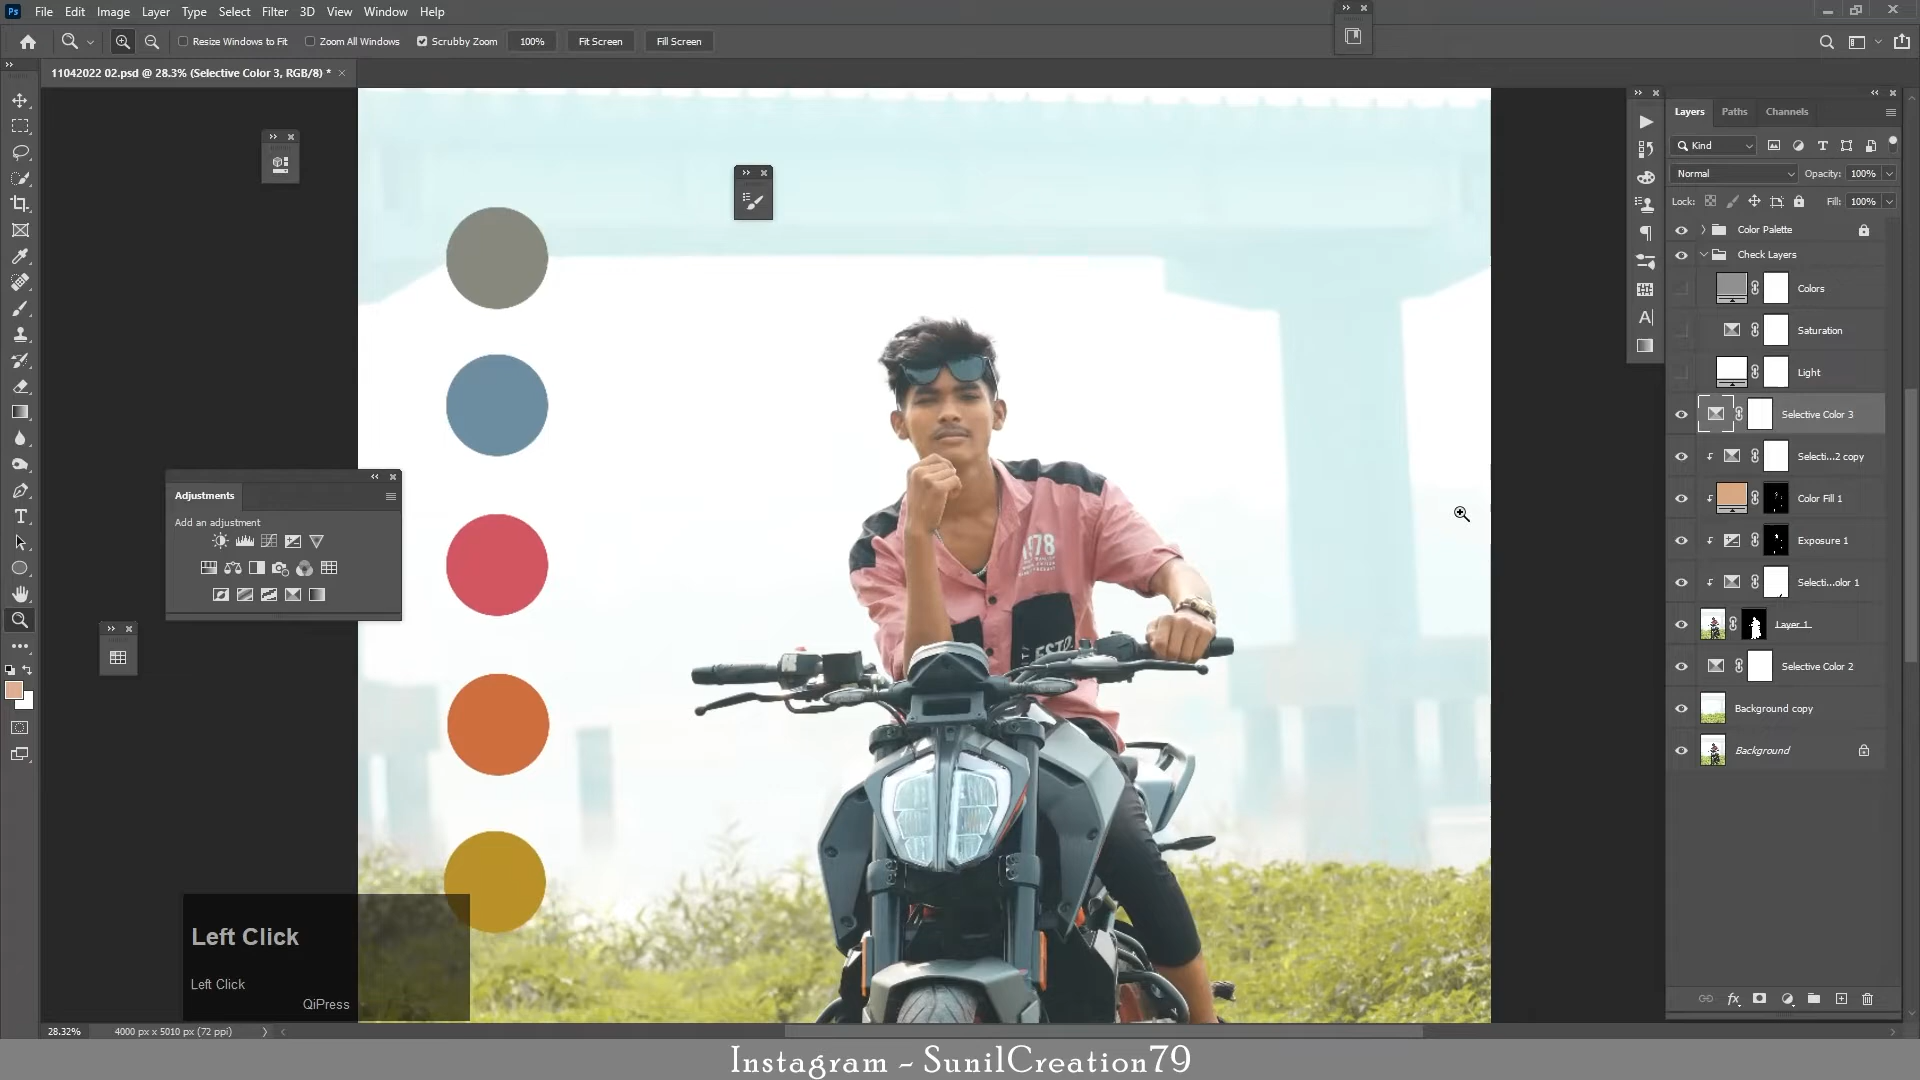 Ps File Edit Image Layer Type Select Filter 3D View Window Help
Resize Windows to Fit Zoom All Windows Scrubby Zoom 100% Fit Screen Fill Screen
11042022 02.psd @ 28.3% (Selective Color 3, RGB/8) *
Layers Paths Channels
Kind
Normal Opacity: 100%
Lock: Fill: 100%
Color Palette
Check Layers
Colors
Saturation
Light
Selective Color 3
Selecti...2 copy
Color Fill 1
Exposure 1
Selecti...olor 1
Layer 1
Selective Color 2
Background copy
Background
Adjustments
Add an adjustment
1978
ESTD
Left Click
Left Click
QiPress
28.32% 4000 px x 5010 px (72 ppi)
Instagram - SunilCreation79